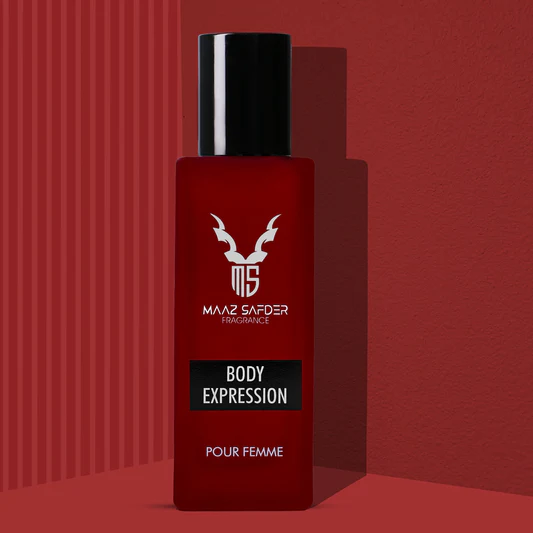 MS
MAAZ SAFDER
FRAGRANCE
BODY
EXPRESSION
POUR FEMME